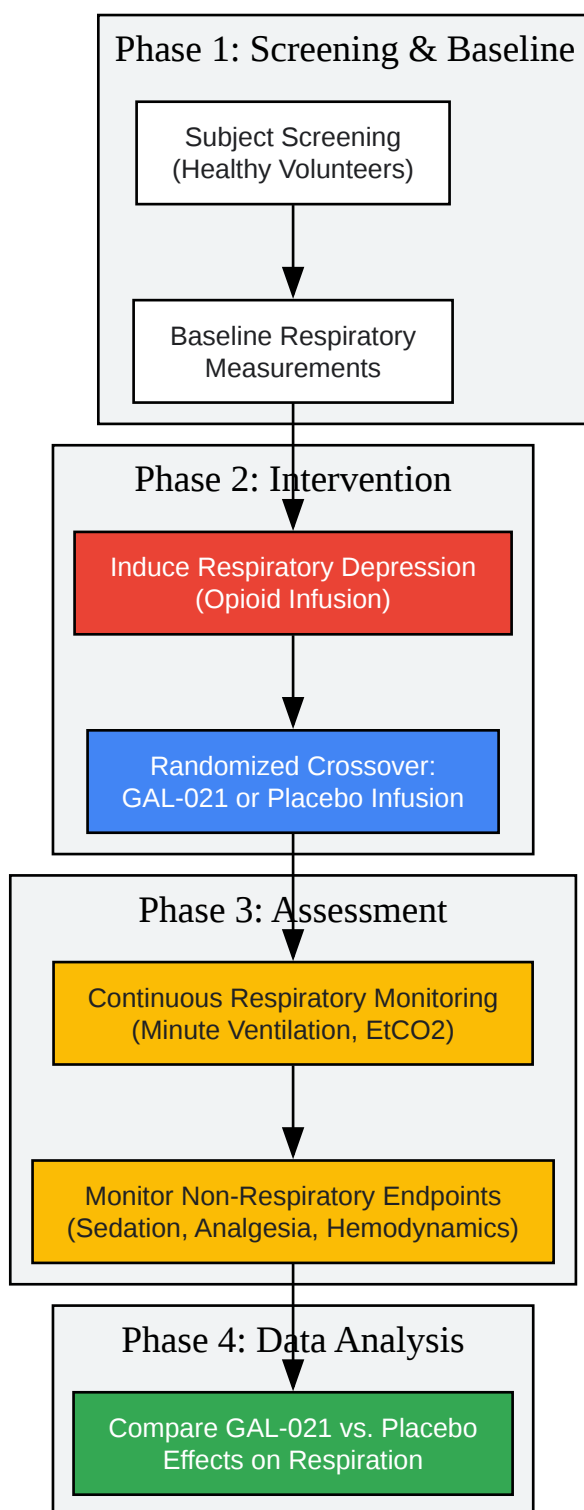 Phase 1: Screening & Baseline
Subject Screening
(Healthy Volunteers)
Baseline Respiratory
Measurements
Phase 2: Intervention
Induce Respiratory Depression
(Opioid Infusion)
Randomized Crossover:
GAL-021 or Placebo Infusion
Phase 3: Assessment
Continuous Respiratory Monitoring
(Minute Ventilation, EtCO2)
Monitor Non-Respiratory Endpoints
(Sedation, Analgesia, Hemodynamics)
Phase 4: Data Analysis
Compare GAL-021 vs. Placebo
Effects on Respiration